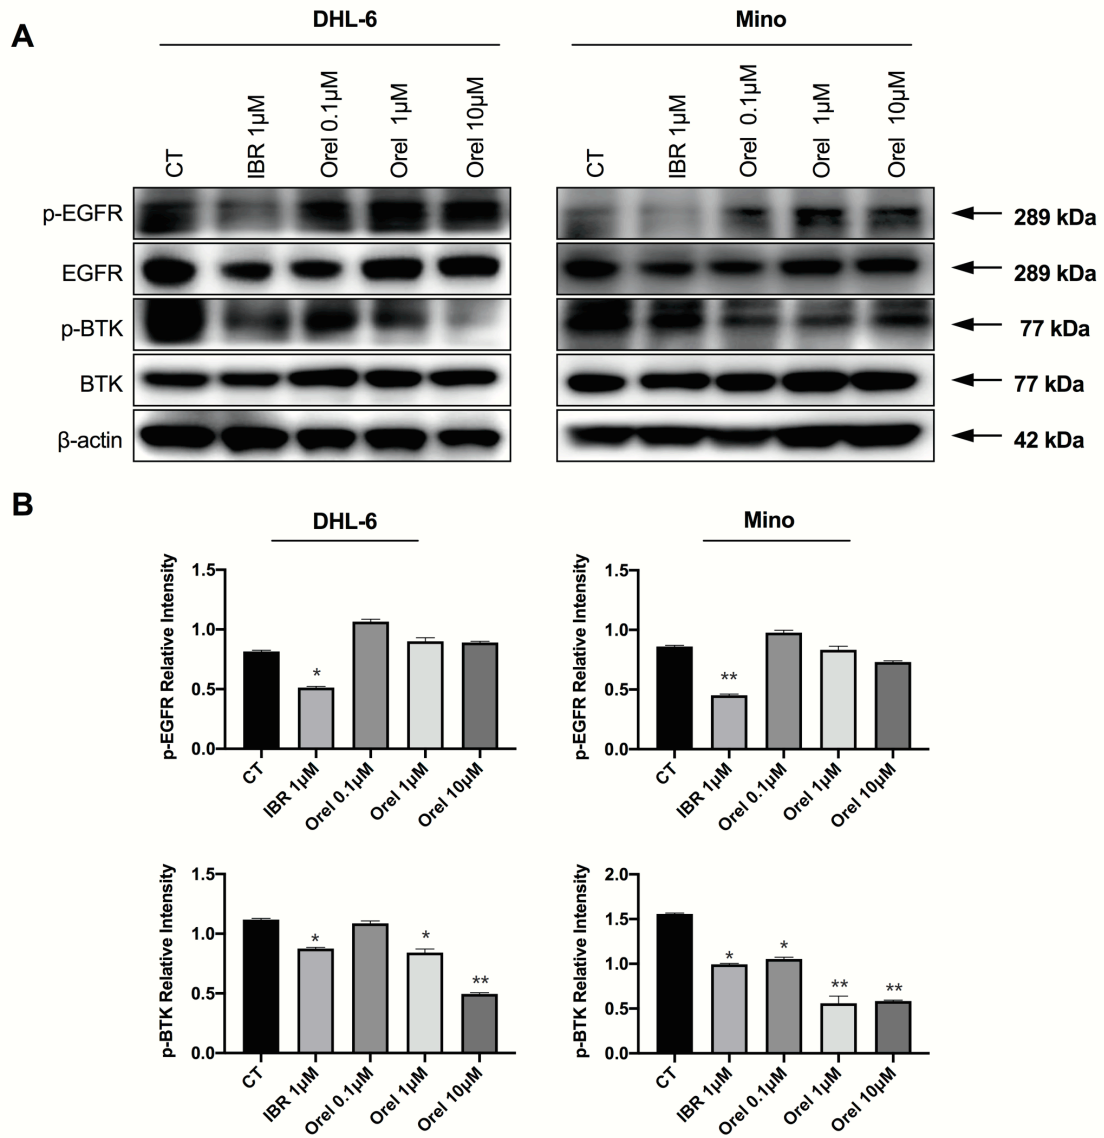 A
DHL-6
Mino
CT
IBR 1µM
Orel 0.1µM
Orel 1µM
Orel 10µM
CT
IBR 1µM
Orel 0.1µM
Orel 1µM
Orel 10µM
p-EGFR
289 kDa
EGFR
289 kDa
p-BTK
77 kDa
BTK
77 kDa
β-actin
42 kDa
B
DHL-6
Mino
p-EGFR Relative Intensity
1.5
1.0
0.5
0.0
*
CT
IBR 1µM
Orel 0.1µM
Orel 1µM
Orel 10µM
p-EGFR Relative Intensity
1.5
1.0
0.5
0.0
**
CT
IBR 1µM
Orel 0.1µM
Orel 1µM
Orel 10µM
p-BTK Relative Intensity
1.5
1.0
0.5
0.0
*
*
**
CT
IBR 1µM
Orel 0.1µM
Orel 1µM
Orel 10µM
p-BTK Relative Intensity
2.0
1.5
1.0
0.5
0.0
*
*
**
**
CT
IBR 1µM
Orel 0.1µM
Orel 1µM
Orel 10µM